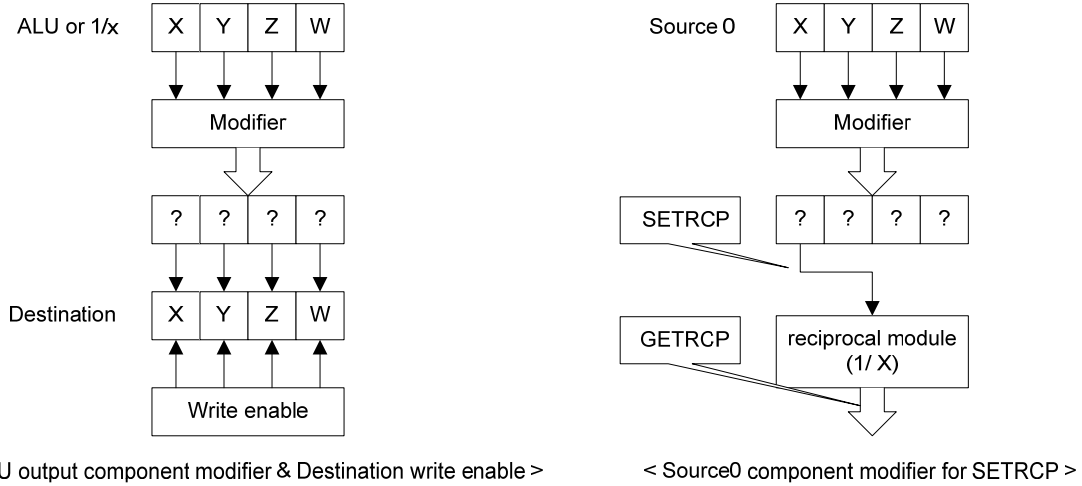 ALU or 1/x
X Y Z W
Modifier
? ? ? ?
Destination
X Y Z W
Write enable
U output component modifier & Destination write enable >
Source 0
X Y Z W
Modifier
SETRCP
? ? ? ?
GETRCP
reciprocal module
(1/ X)
< Source0 component modifier for SETRCP >